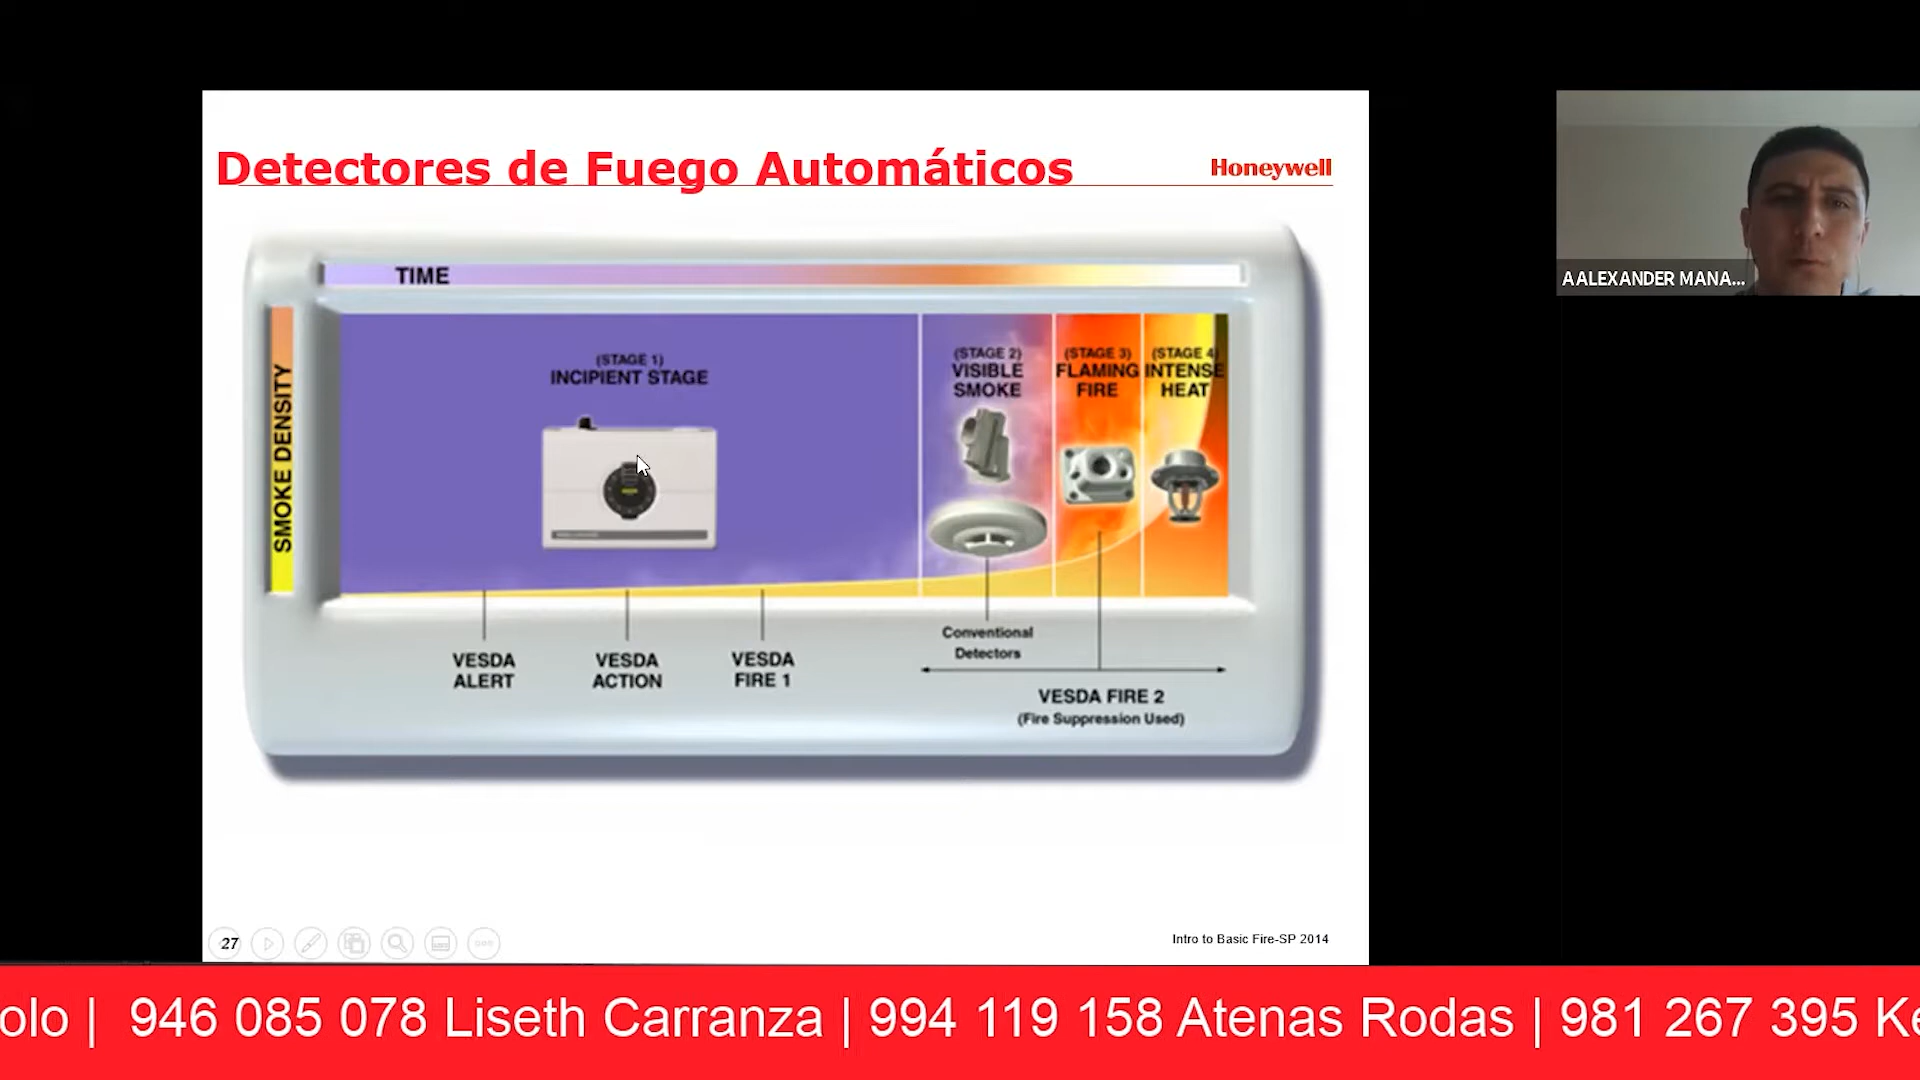 Detectores de Fuego Automáticos
Honeywell
AALEXANDER MANA...
TIME
SMOKE DENSITY
(STAGE 1)
INCIPIENT STAGE
(STAGE 2)
VISIBLE
SMOKE
(STAGE 3)
FLAMING
FIRE
(STAGE 4)
INTENSE
HEAT
VESDA
ALERT
VESDA
ACTION
VESDA
FIRE 1
Conventional
Detectors
VESDA FIRE 2
(Fire Suppression Used)
27
Intro to Basic Fire-SP 2014
olo | 946 085 078 Liseth Carranza | 994 119 158 Atenas Rodas | 981 267 395 Ke